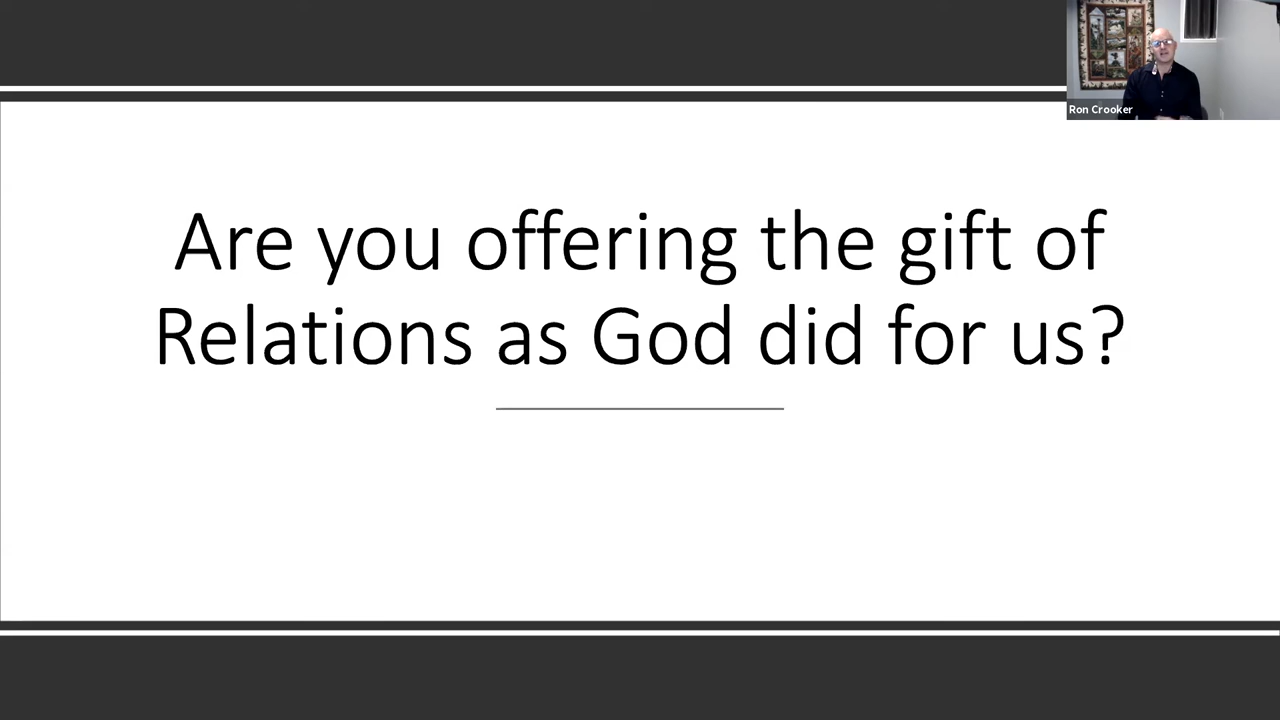 Ron Crooker
Are you offering the gift of
Relations as God did for us?